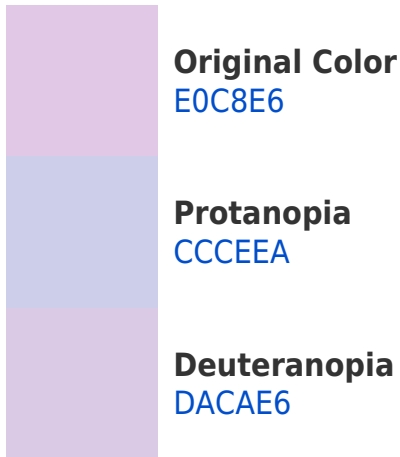 Original Color
E0C8E6
Protanopia
CCCEEA
Deuteranopia
DACAE6